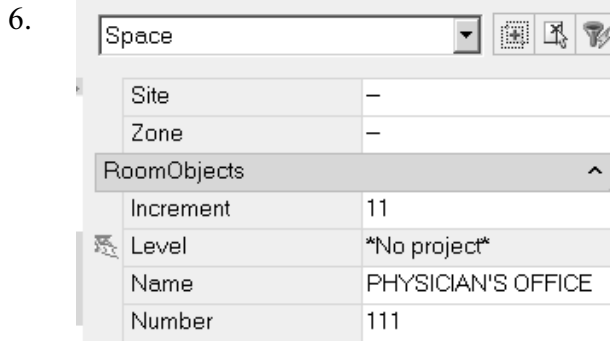 6.
Space
Site –
Zone –
RoomObjects
Increment 11
Level *No project*
Name PHYSICIAN'S OFFICE
Number 111